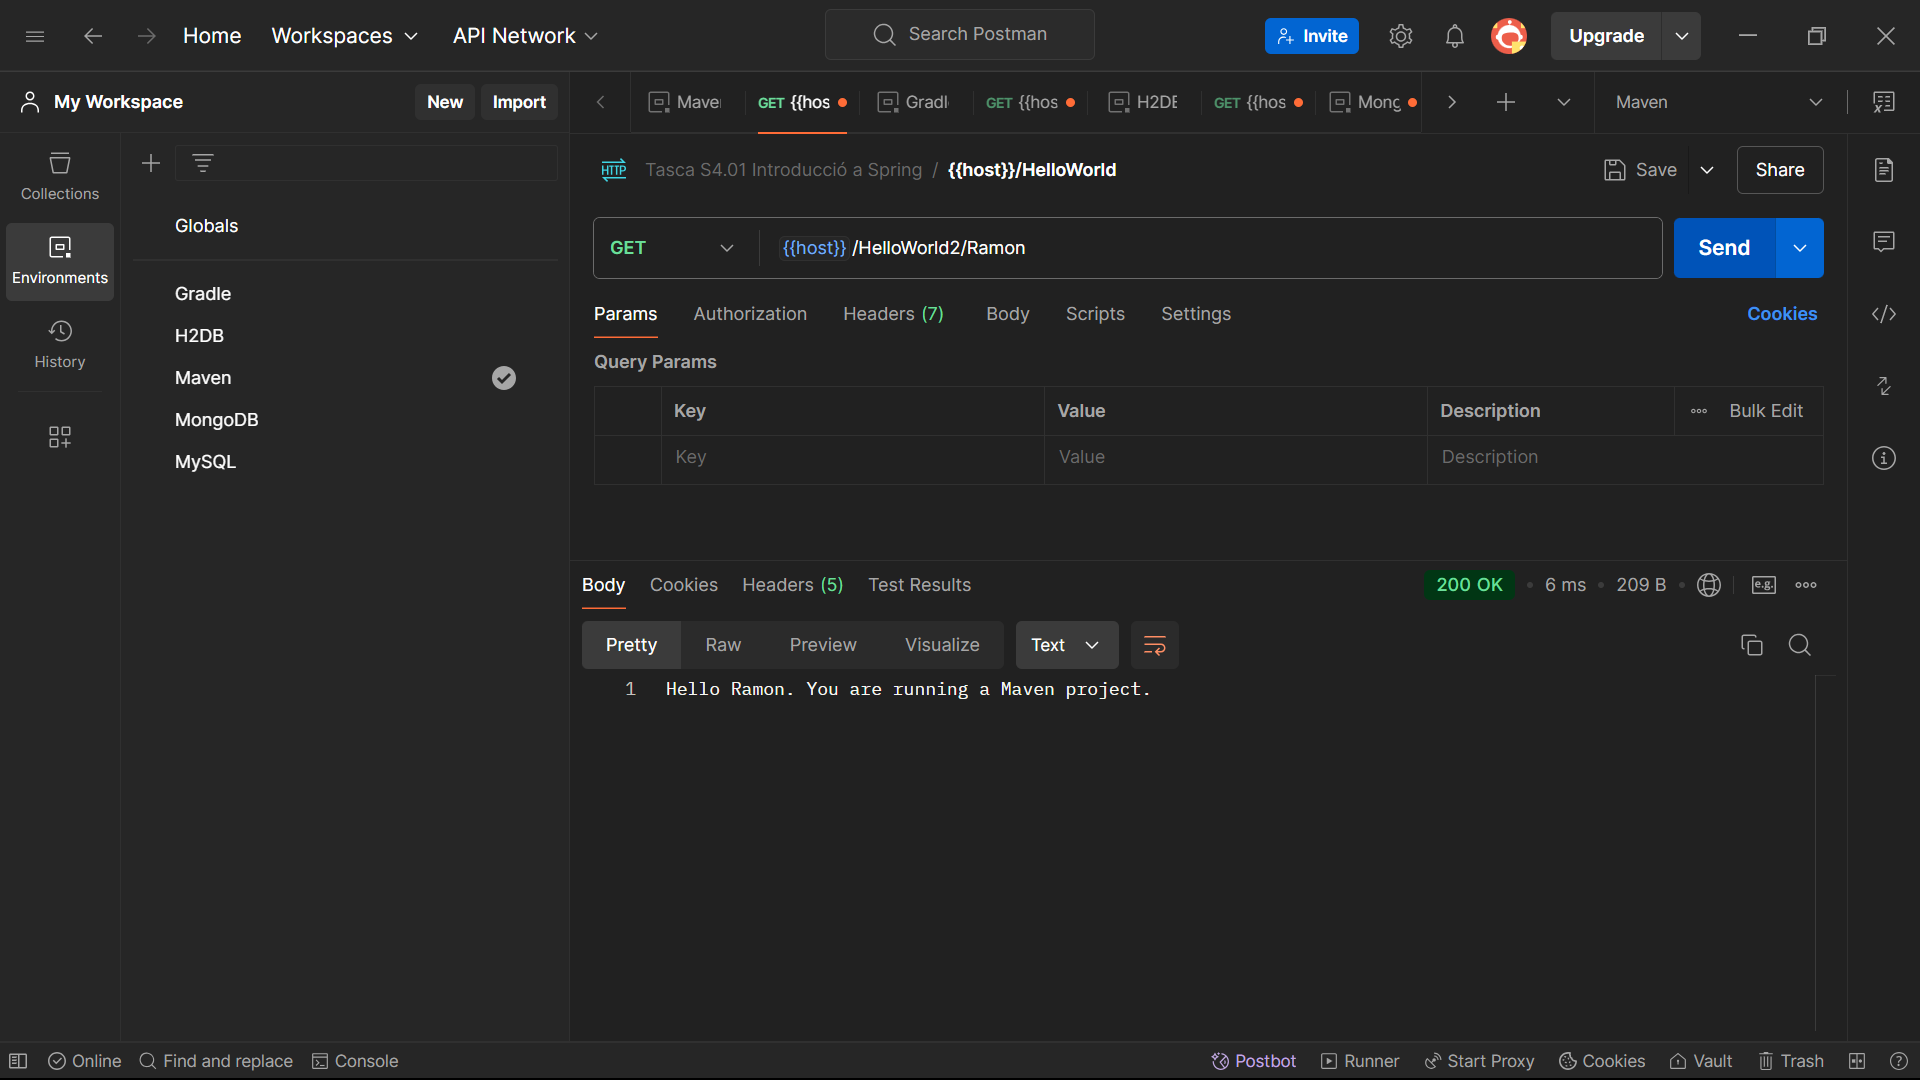 Home Workspaces API Network Search Postman Invite Upgrade
My Workspace New Import Maver GET {{hos Gradl GET {{hos H2DE GET {{hos Mong Maven
Collections
Environments
History
Globals
Gradle
H2DB
Maven
MongoDB
MySQL
HTTP Tasca S4.01 Introducció a Spring / {{host}}/HelloWorld Save Share
GET {{host}} /HelloWorld2/Ramon Send
Params Authorization Headers (7) Body Scripts Settings Cookies
Query Params
Key Value Description Bulk Edit
Key Value Description
Body Cookies Headers (5) Test Results 200 OK 6 ms 209 B e.g.
Pretty Raw Preview Visualize Text
1 Hello Ramon. You are running a Maven project.
Online Find and replace Console Postbot Runner Start Proxy Cookies Vault Trash